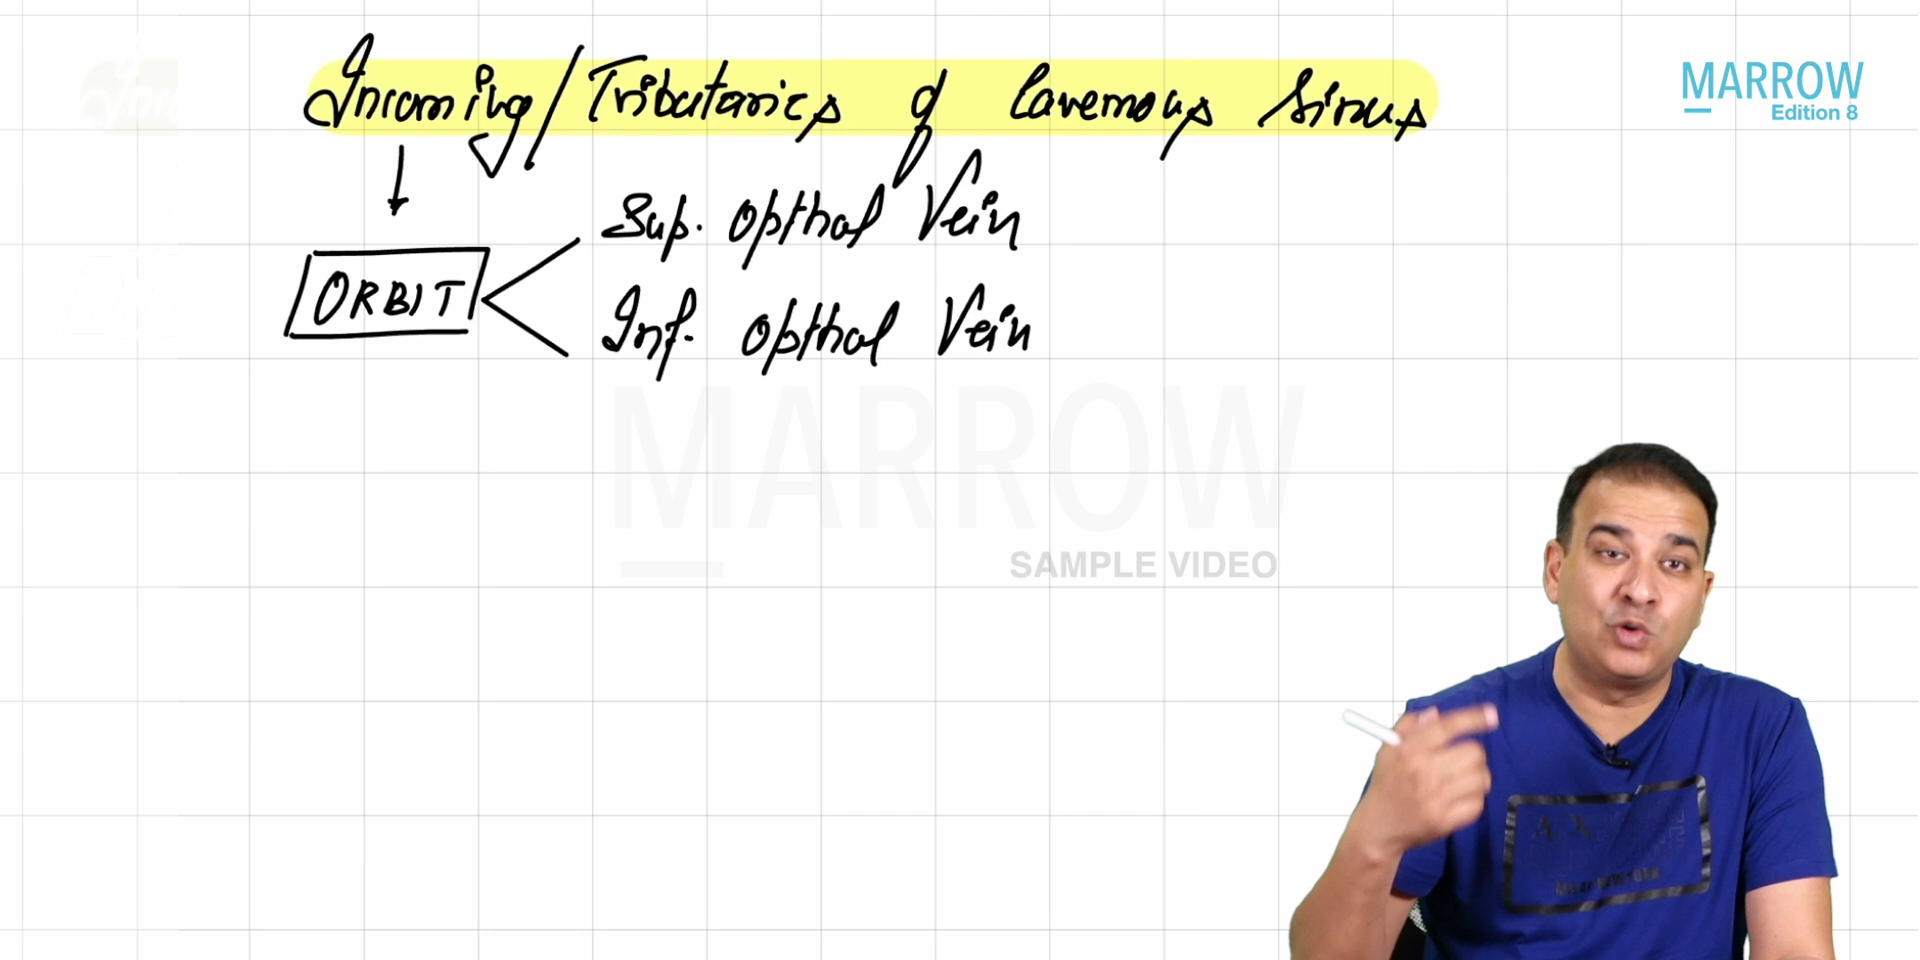 Incoming/Tributaries of Cavernous Sinus
MARROW
Edition 8
Sup. Opthal Vein
ORBIT
Inf. Opthal Vein
MARROW
SAMPLE VIDEO
A X